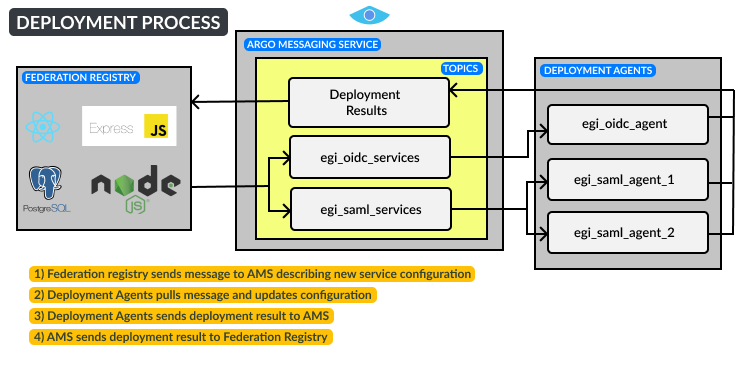 DEPLOYMENT PROCESS
ARGO MESSAGING SERVICE
FEDERATION REGISTRY
TOPICS
DEPLOYMENT AGENTS
Express
JS
PostgreSQL
node
JS
Deployment
Results
egi_oidc_services
egi_saml_services
egi_oidc_agent
egi_saml_agent_1
egi_saml_agent_2
1) Federation registry sends message to AMS describing new service configuration
2) Deployment Agents pulls message and updates configuration
3) Deployment Agents sends deployment result to AMS
4) AMS sends deployment result to Federation Registry